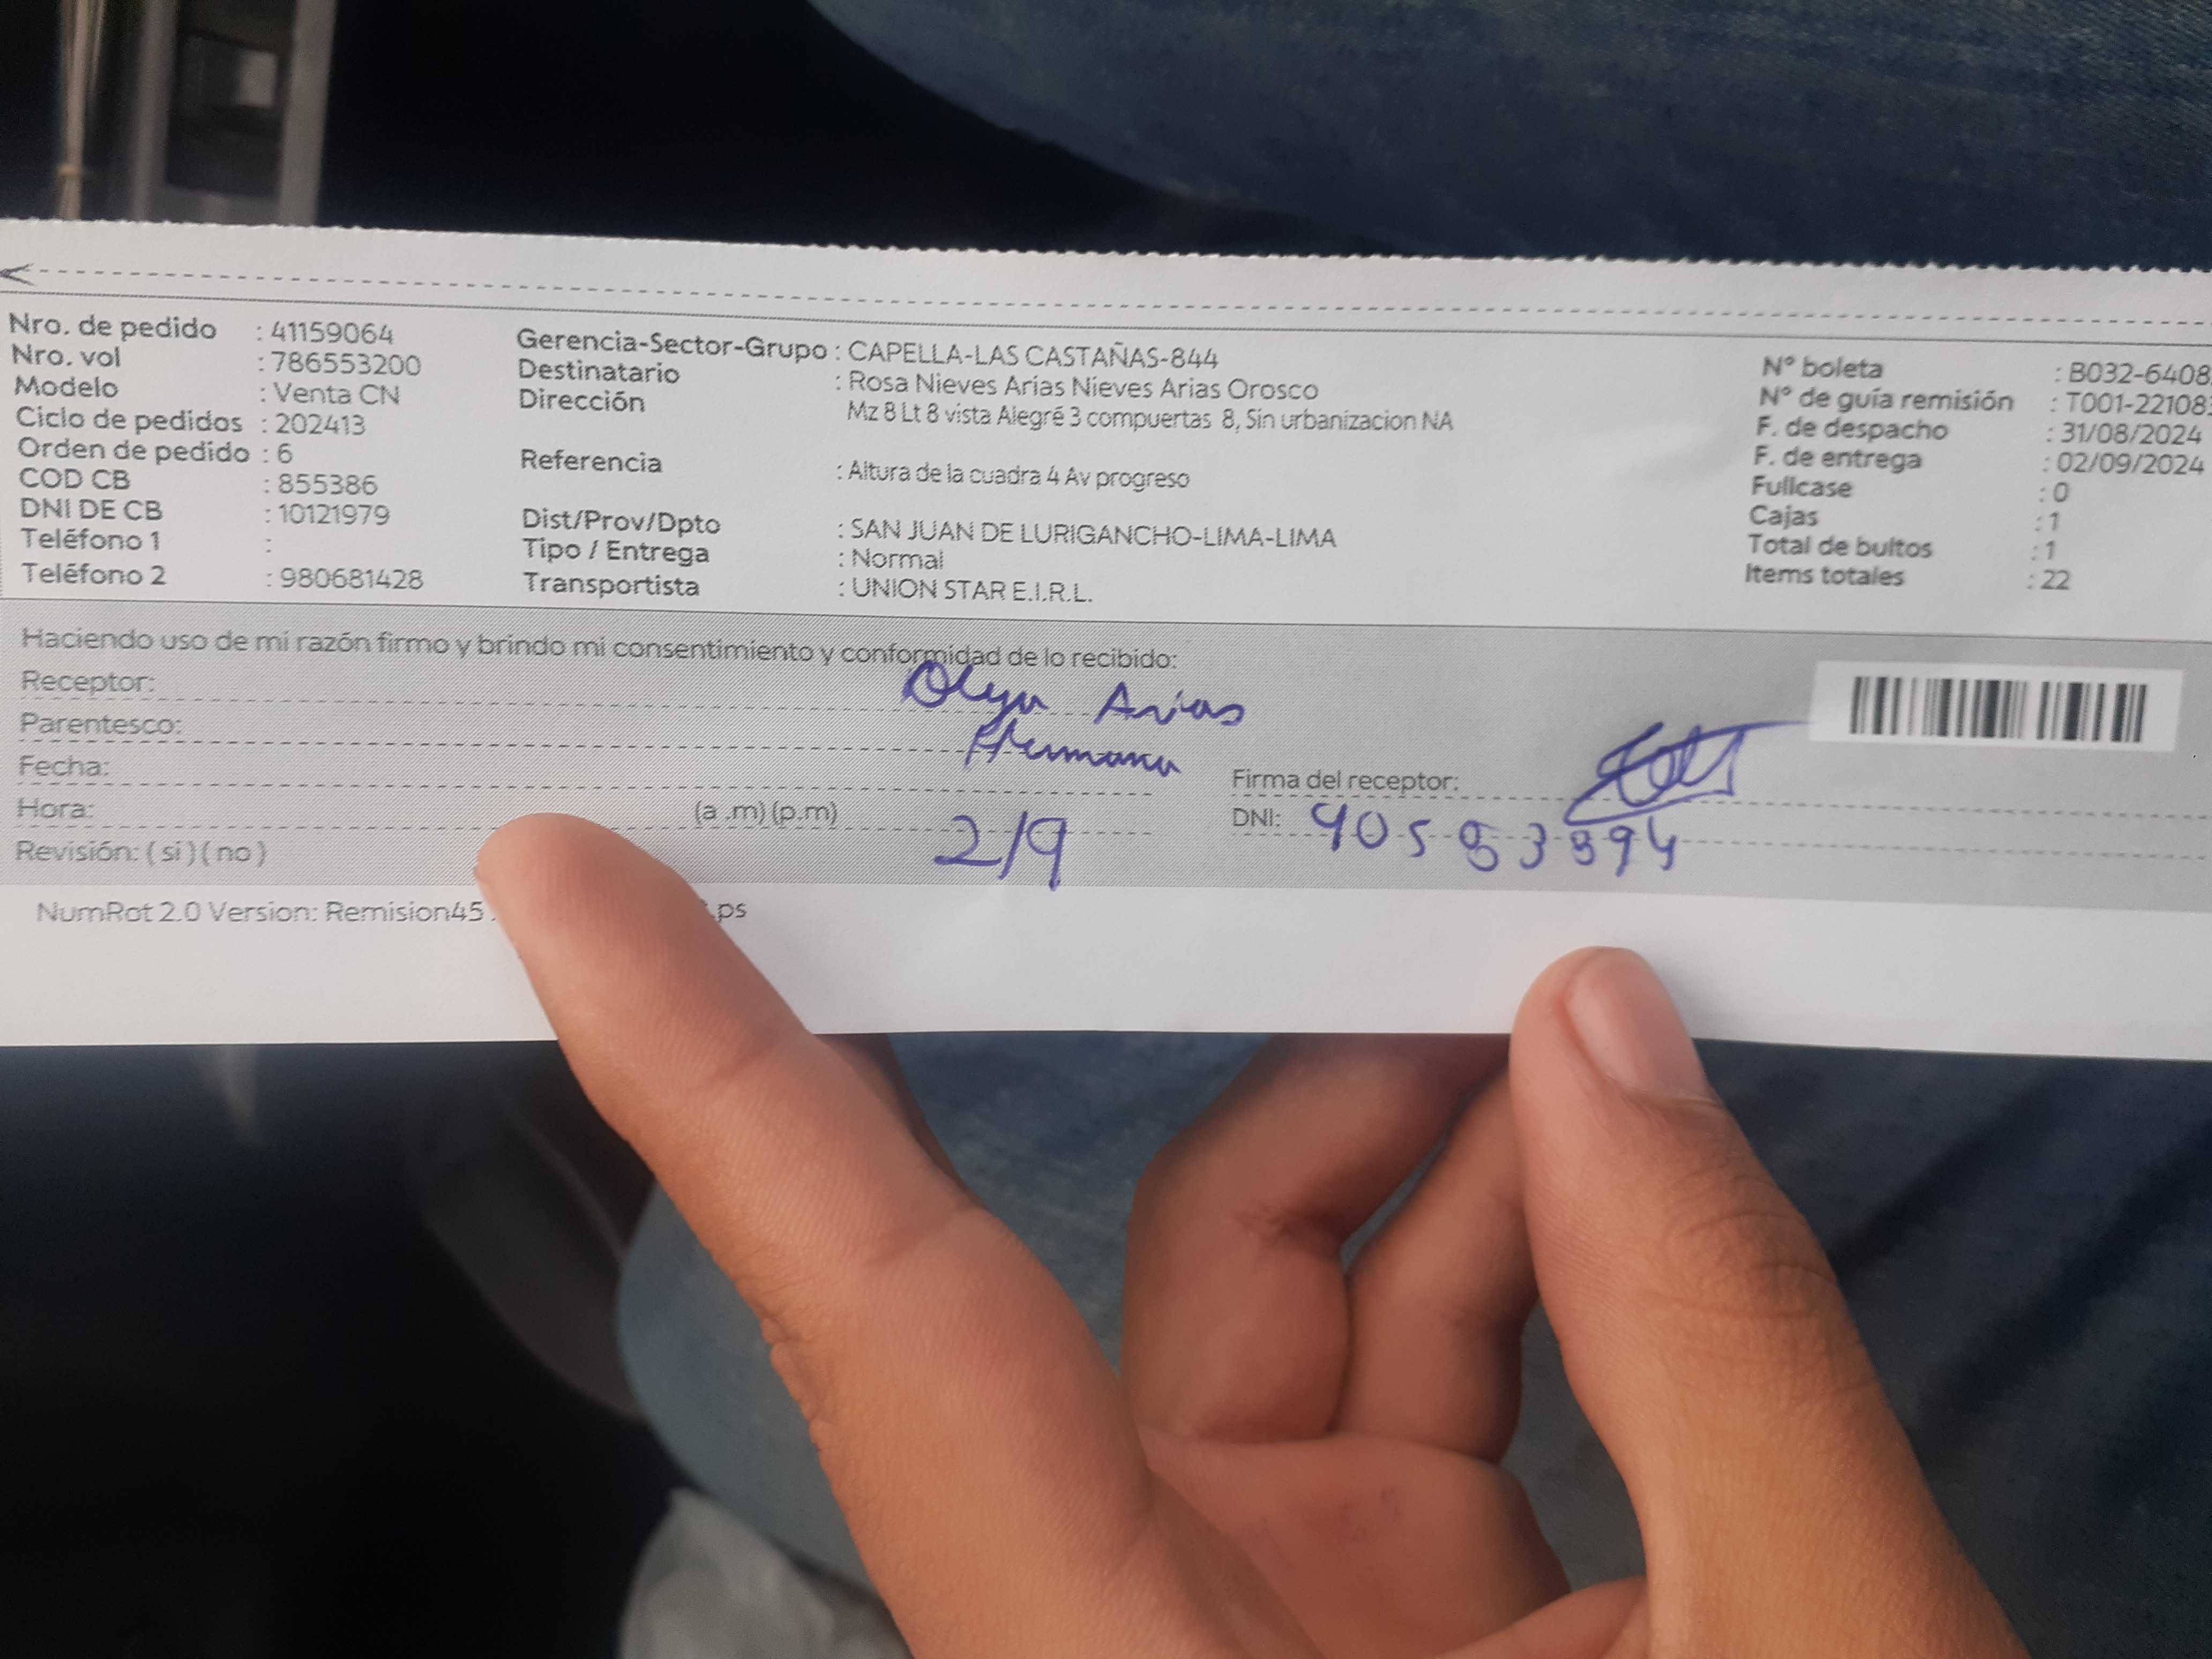 Nro. de pedido : 41159064
Nro. vol : 786553200
Modelo : Venta CN
Ciclo de pedidos : 202413
Orden de pedido : 6
COD CB : 855386
DNI DE CB : 10121979
Teléfono 1 :
Teléfono 2 : 980681428
Gerencia-Sector-Grupo : CAPELLA-LAS CASTAÑAS-844
Destinatario : Rosa Nieves Arias Nieves Arias Orosco
Dirección Mz 8 Lt 8 vista Alegré 3 compuertas 8, Sin urbanizacion NA
Referencia : Altura de la cuadra 4 Av progreso
Dist/Prov/Dpto : SAN JUAN DE LURIGANCHO-LIMA-LIMA
Tipo / Entrega : Normal
Transportista : UNION STAR E.I.R.L.
N° boleta : B032-6408
N° de guía remisión : T001-22108
F. de despacho : 31/08/2024
F. de entrega : 02/09/2024
Fullcase : 0
Cajas : 1
Total de bultos : 1
Items totales : 22
Haciendo uso de mi razón firmo y brindo mi consentimiento y conformidad de lo recibido:
Receptor: Olga Arias
Parentesco: Hermana
Fecha:
Hora: (a .m) (p.m) 2/9
Revisión: ( si ) ( no )
Firma del receptor:
DNI:
NumRot 2.0 Version: Remision45 .ps